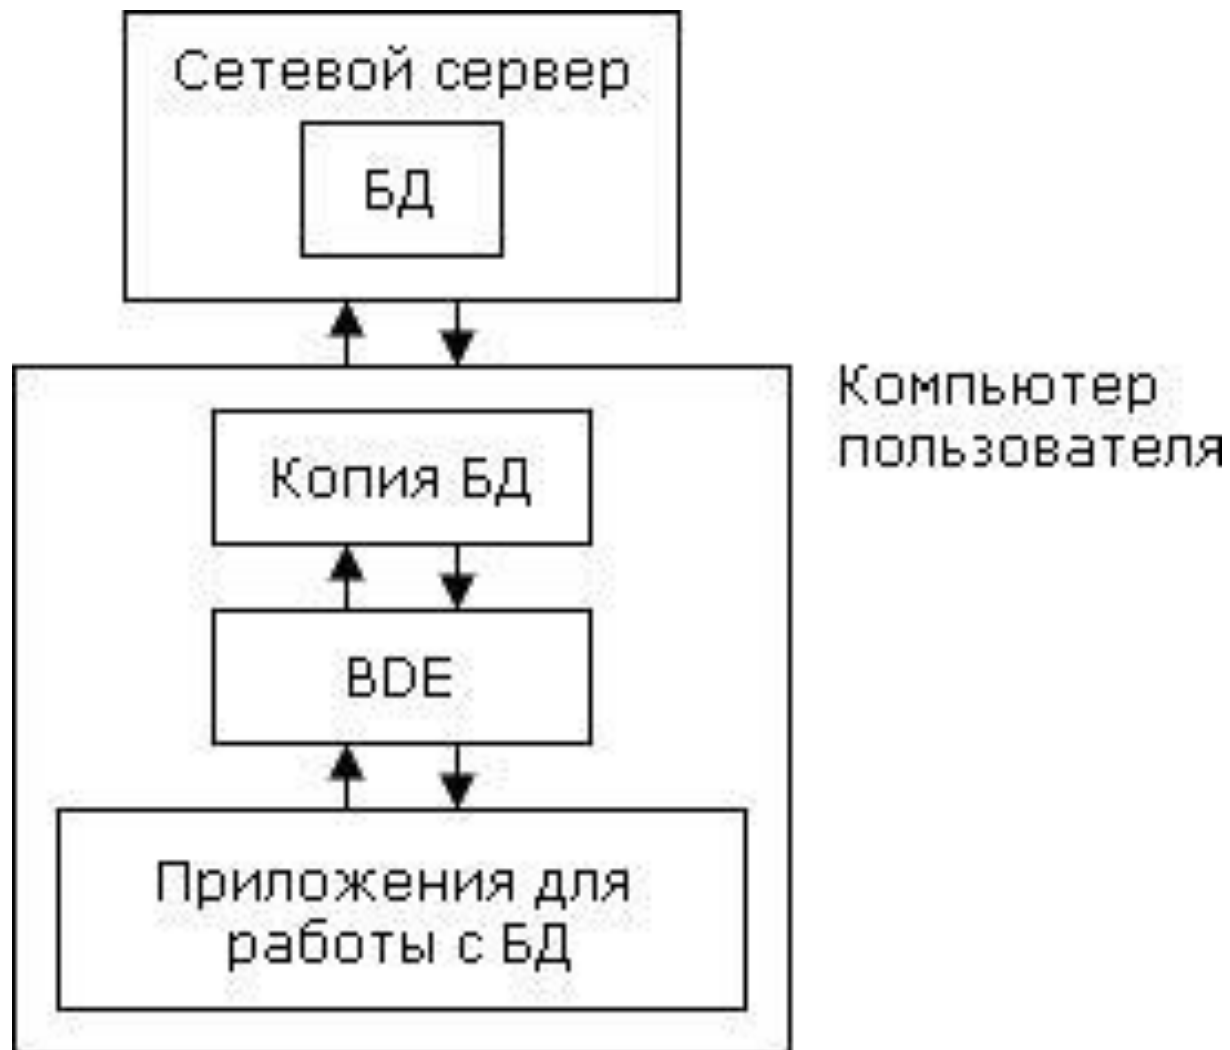 Сетевой сервер
БД
Компьютер
пользователя
Копия БД
BDE
Приложения для
работы с БД